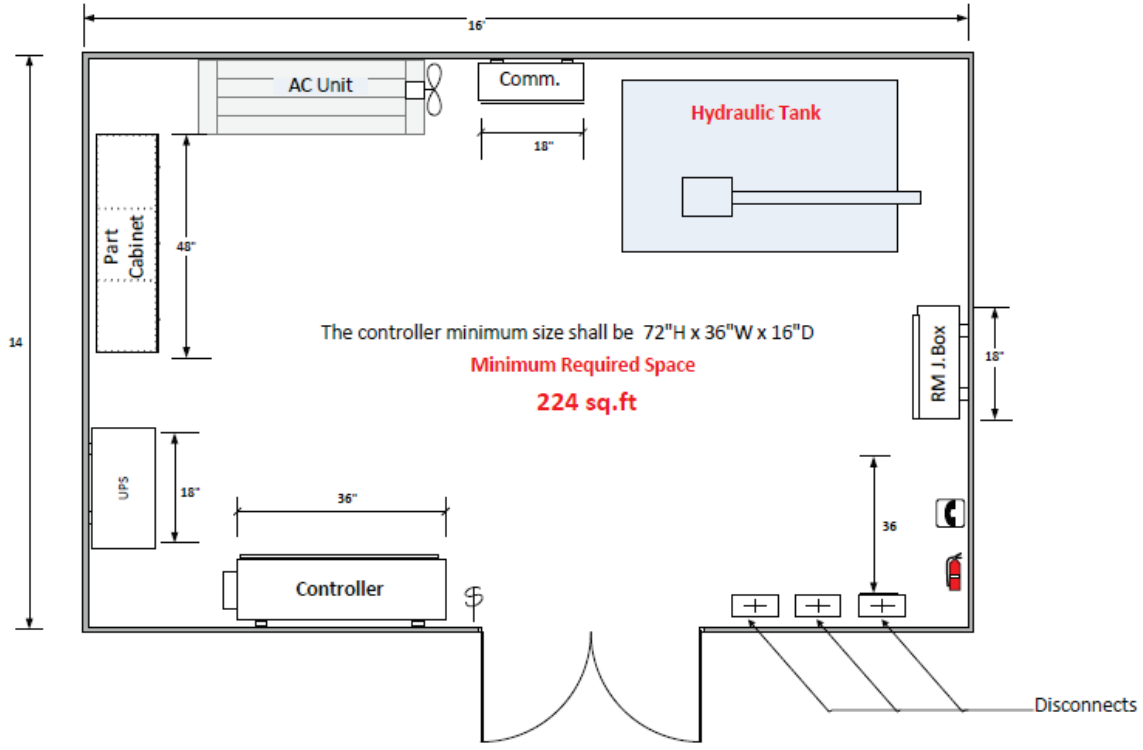 16'
AC Unit
Comm.
Hydraulic Tank
18"
Part
Cabinet
48"
14
The controller minimum size shall be 72"H x 36"W x 16"D
Minimum Required Space
224 sq.ft
RM J.Box
18"
UPS
18"
36"
36
Controller
$
Disconnects